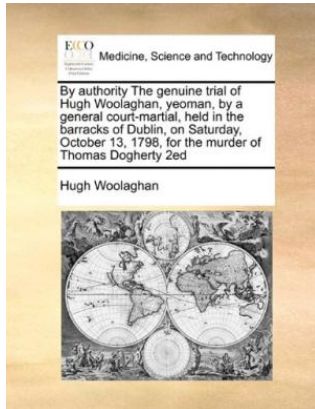 ECCO
Medicine, Science and Technology
By authority The genuine trial of
Hugh Woolaghan, yeoman, by a
general court-martial, held in the
barracks of Dublin, on Saturday,
October 13, 1798, for the murder of
Thomas Dogherty 2ed
Hugh Woolaghan